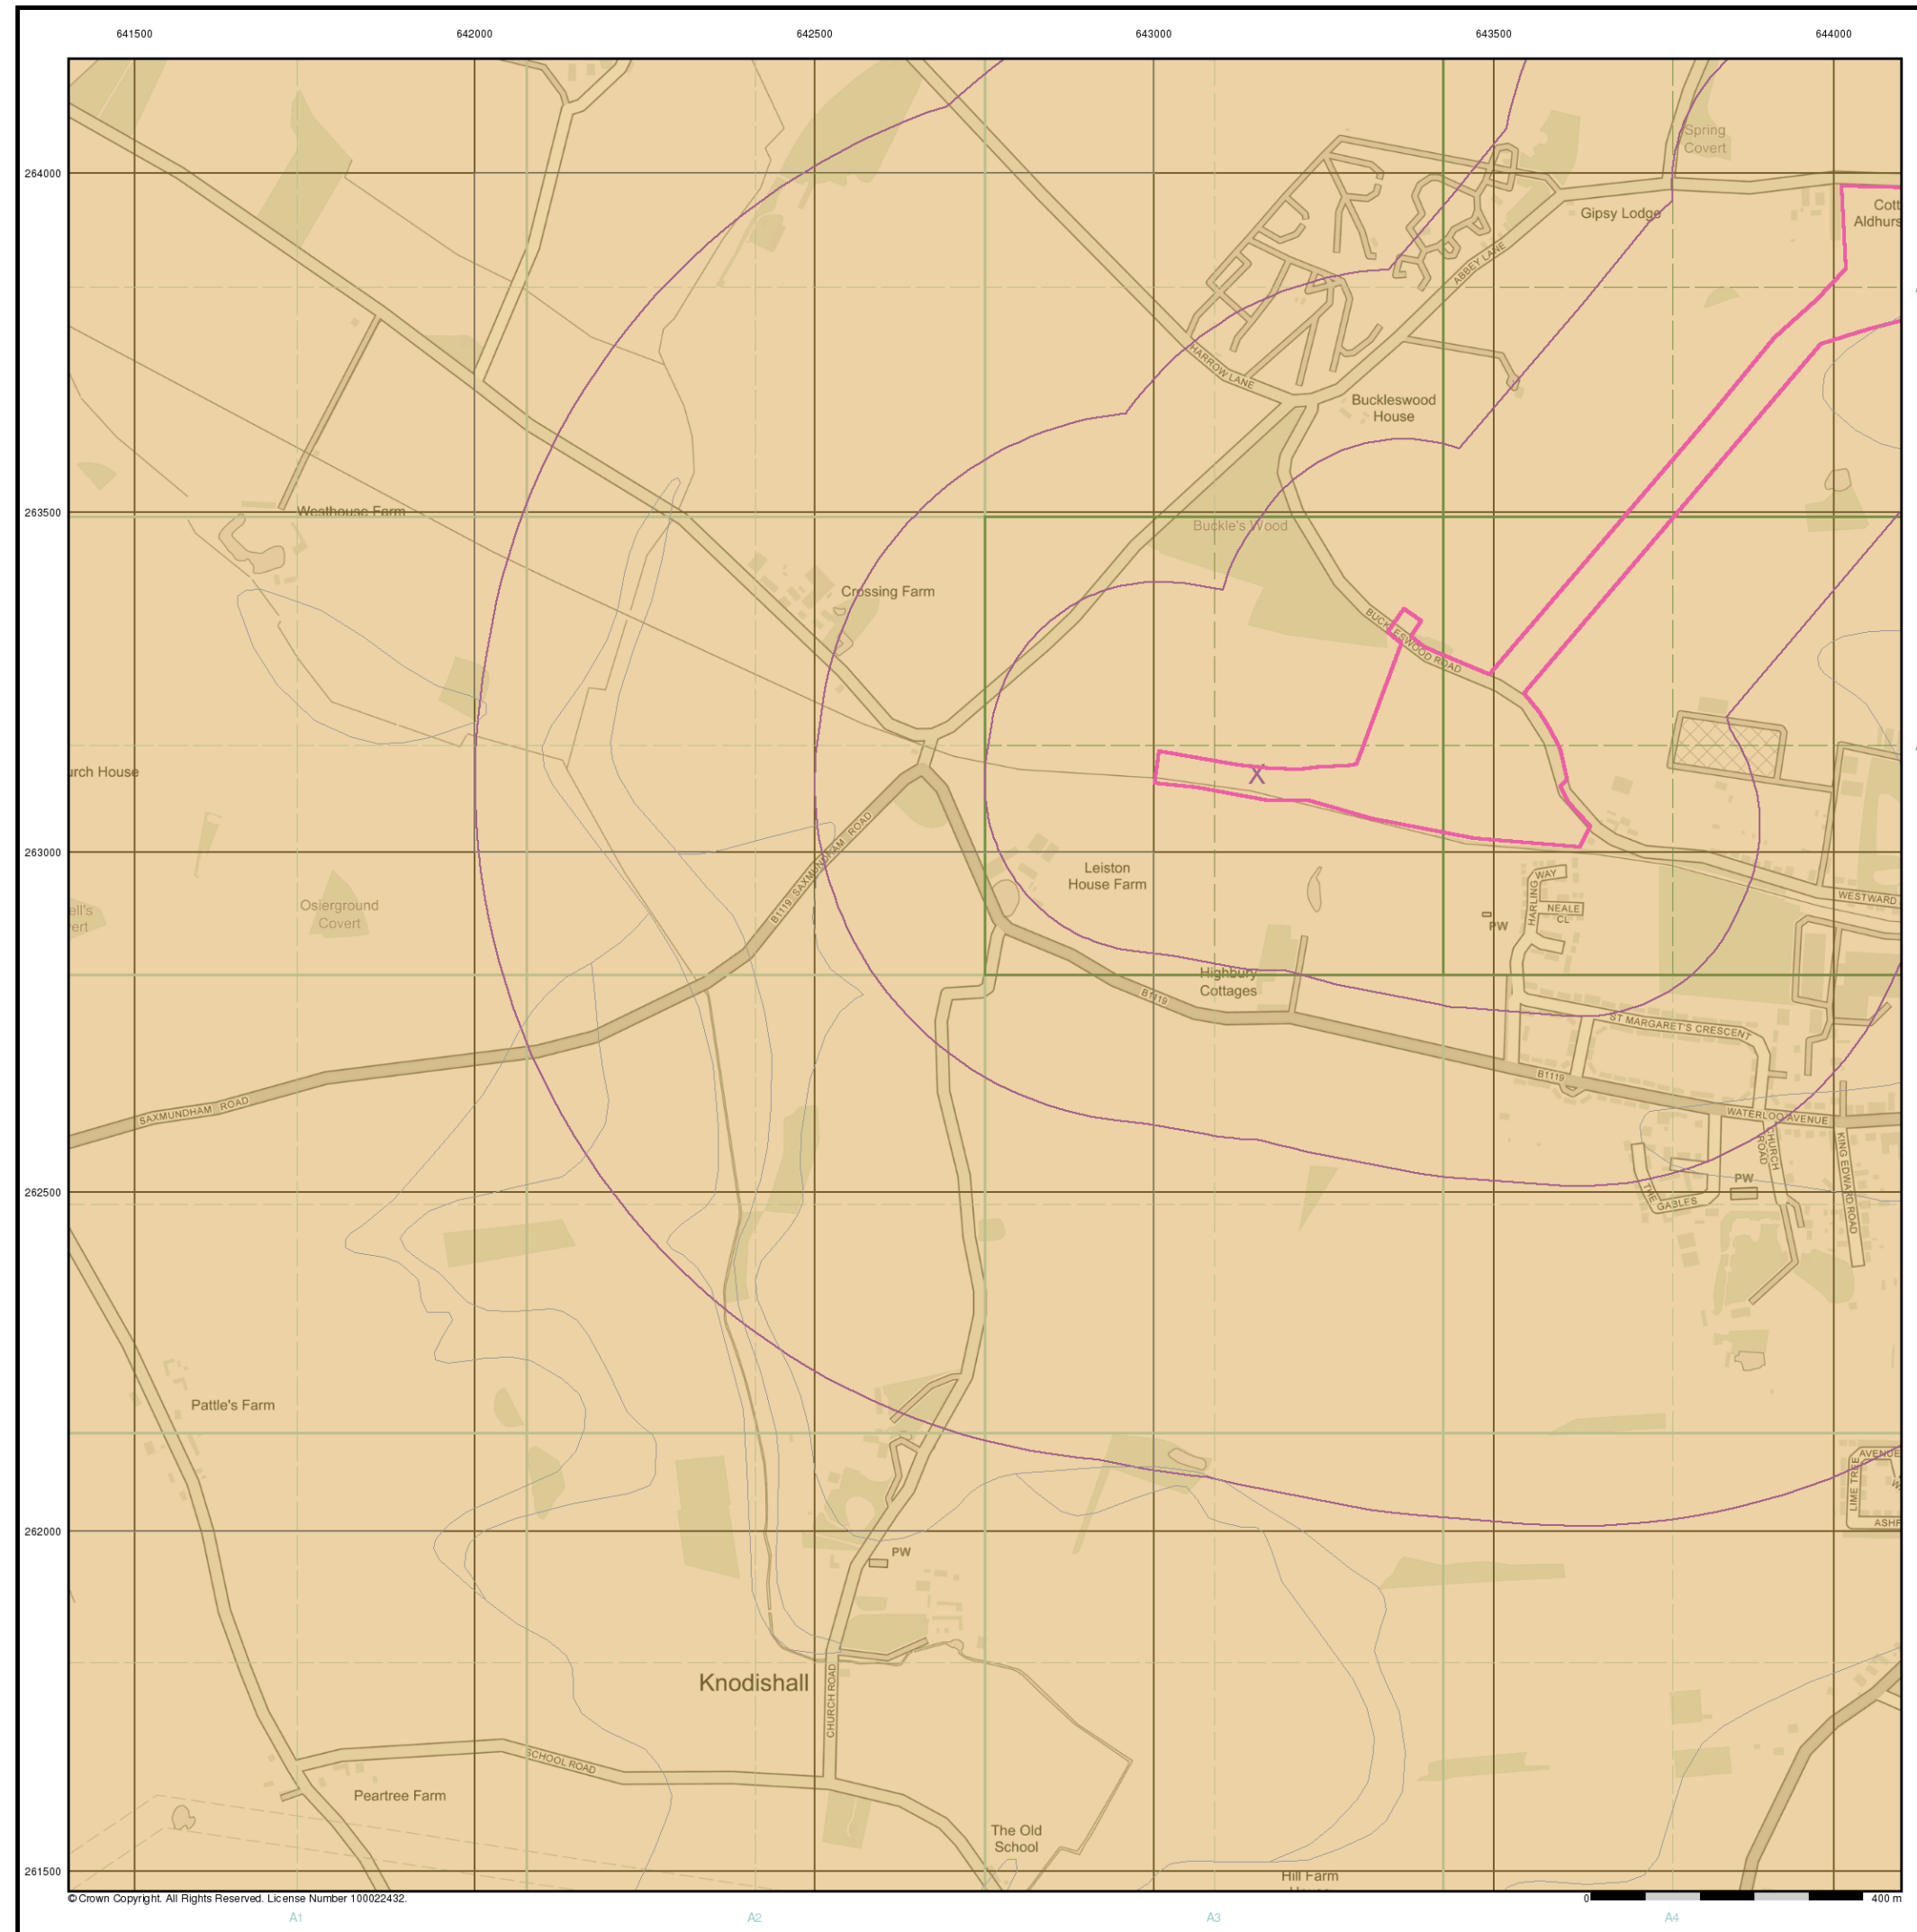 641500 642000 642500 643000 643500 644000
264000
263500
263000
262500
262000
261500
Spring
Covert
Gipsy Lodge
Cott
Aldhurs
ABBEY LANE
HARROW LANE
Buckleswood
House
Westhouse Farm
Buckle's Wood
Crossing Farm
BUCKLESWOOD ROAD
X
urch House
B1119 SAXMUNDHAM ROAD
Leiston
House Farm
HARLING WAY
NEALE
CL
WESTWARD
PW
ell's
ert
Osierground
Covert
Highbury
Cottages
B1119
ST MARGARET'S CRESCENT
B1119
SAXMUNDHAM ROAD
WATERLOO AVENUE
CHURCH
ROAD
KING EDWARD ROAD
PW
THE
GABLES
Pattle's Farm
AVENUE
LIME TREE
ASHF
PW
Knodishall
CHURCH ROAD
SCHOOL ROAD
Peartree Farm
The Old
School
Hill Farm
© Crown Copyright. All Rights Reserved. License Number 100022432.
0 400 m
A1 A2 A3 A4